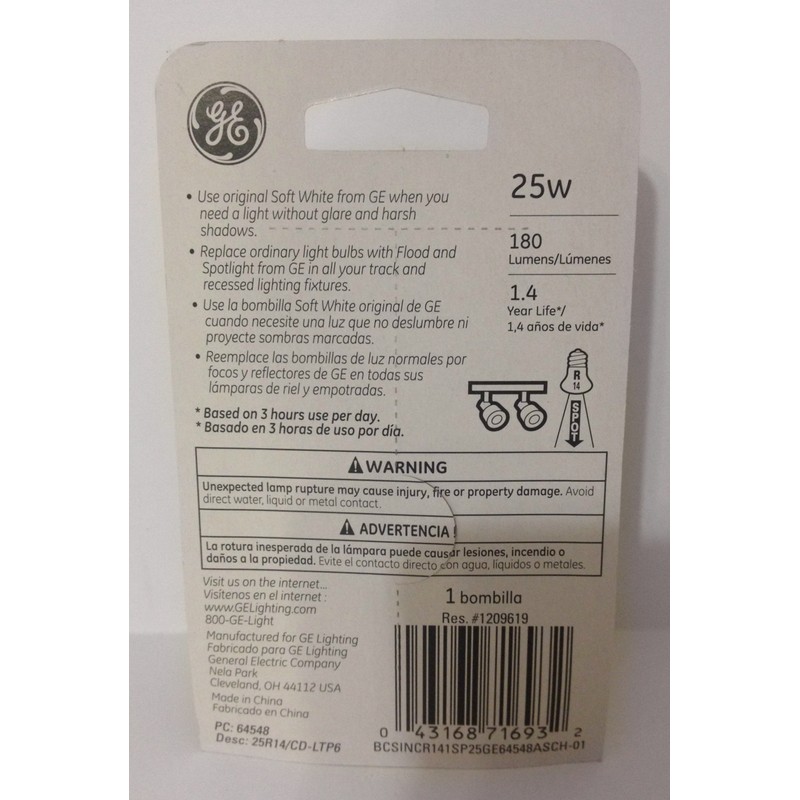 GE
• Use original Soft White from GE when you
need a light without glare and harsh
shadows.
• Replace ordinary light bulbs with Flood and
Spotlight from GE in all your track and
recessed lighting fixtures.
• Use la bombilla Soft White original de GE
cuando necesite una luz que no deslumbre ni
proyecte sombras marcadas.
• Reemplace las bombillas de luz normales por
focos y reflectores de GE en todas sus
lámparas de riel y empotradas.
* Based on 3 hours use per day.
* Basado en 3 horas de uso por día.
25W
180
Lumens/Lúmenes
1.4
Year Life*/
1,4 años de vida*
R
14
SPOT
WARNING
Unexpected lamp rupture may cause injury, fire or property damage. Avoid
direct water, liquid or metal contact.
ADVERTENCIA
La rotura inesperada de la lámpara puede causar lesiones, incendio o
daños a la propiedad. Evite el contacto directo con agua, líquidos o metales.
Visit us on the internet...
Visítenos en el internet :
www.GELighting.com
800-GE-Light
Manufactured for GE Lighting
Fabricado para GE Lighting
General Electric Company
Nela Park
Cleveland, OH 44112 USA
Made in China
Fabricado en China
PC: 64548
Desc: 25R14/CD-LTP6
1 bombilla
Res. #1209619
0 43168 71693 2
BCSINCR141SP25GE64548ASCH-01